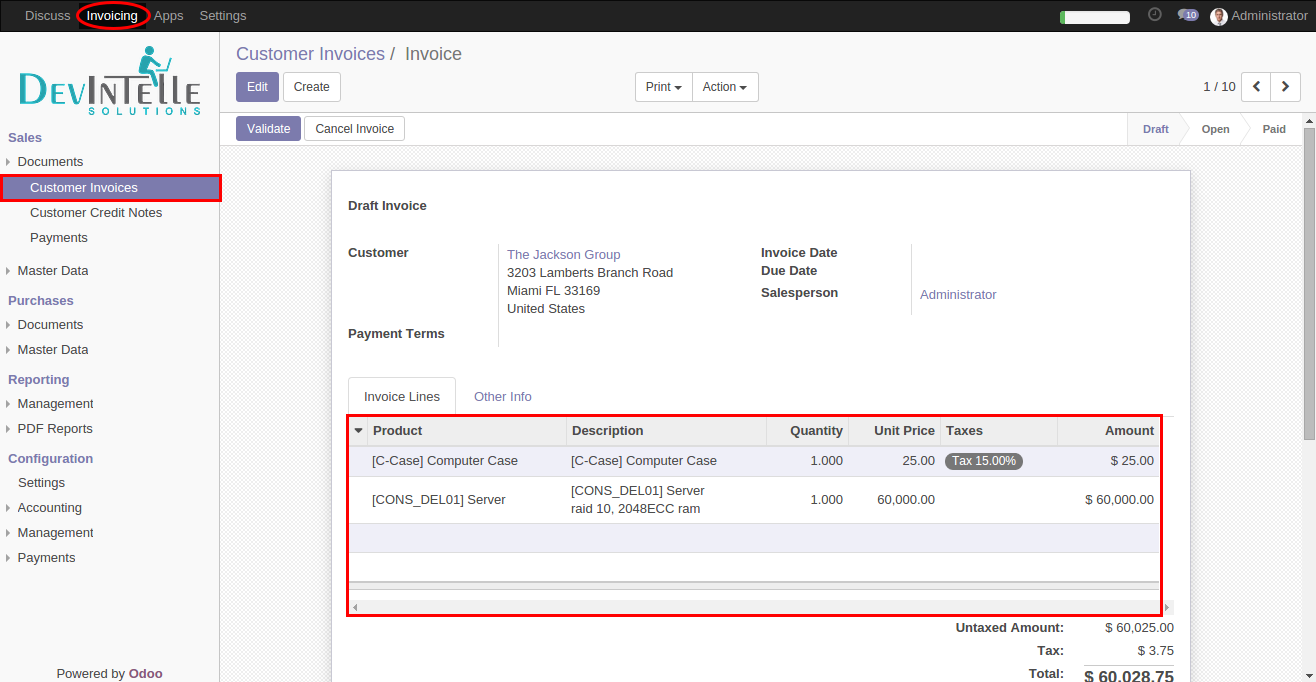 Discuss Invoicing Apps Settings
10 Administrator
DEVINTELLE
SOLUTIONS
Sales
Documents
Customer Invoices
Customer Credit Notes
Payments
Master Data
Purchases
Documents
Master Data
Reporting
Management
PDF Reports
Configuration
Settings
Accounting
Management
Payments
Powered by Odoo
Customer Invoices / Invoice
Edit Create Print Action 1 / 10
Validate Cancel Invoice Draft Open Paid
Draft Invoice
Customer
The Jackson Group
3203 Lamberts Branch Road
Miami FL 33169
United States
Payment Terms
Invoice Date
Due Date
Salesperson Administrator
Invoice Lines Other Info
Product Description Quantity Unit Price Taxes Amount
[C-Case] Computer Case [C-Case] Computer Case 1.000 25.00 Tax 15.00% $ 25.00
[CONS_DEL01] Server [CONS_DEL01] Server 1.000 60,000.00 $ 60,000.00
raid 10, 2048ECC ram
Untaxed Amount: $ 60,025.00
Tax: $ 3.75
Total: $ 60,028.75